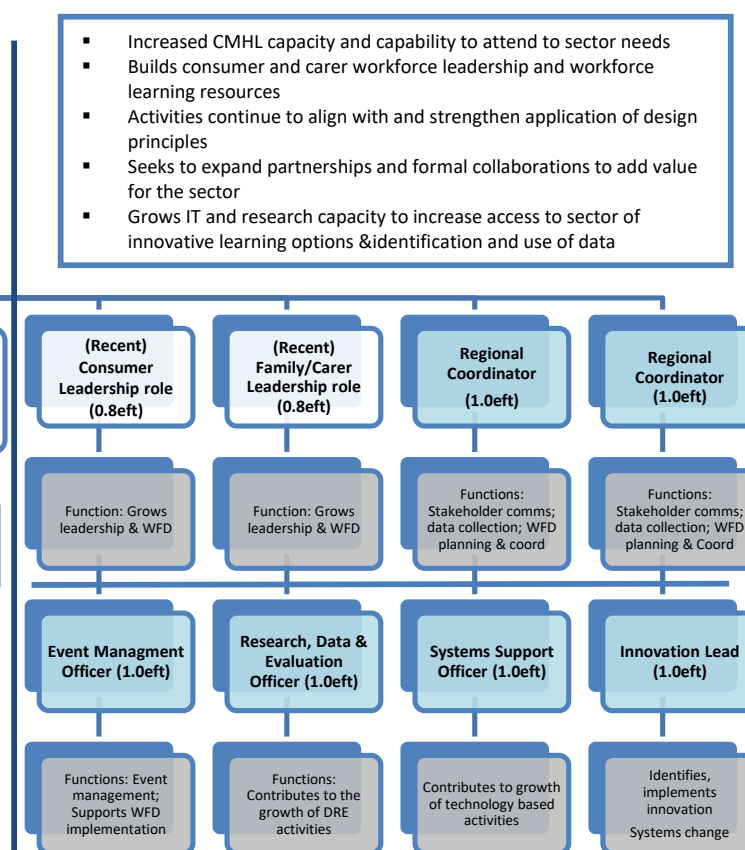 ▪ Increased CMHL capacity and capability to attend to sector needs
▪ Builds consumer and carer workforce leadership and workforce
learning resources
▪ Activities continue to align with and strengthen application of design
principles
▪ Seeks to expand partnerships and formal collaborations to add value
for the sector
▪ Grows IT and research capacity to increase access to sector of
innovative learning options &identification and use of data
(Recent)
Consumer
Leadership role
(0.8eft)
(Recent)
Family/Carer
Leadership role
(0.8eft)
Regional
Coordinator
(1.0eft)
Regional
Coordinator
(1.0eft)
Function: Grows
leadership & WFD
Function: Grows
leadership & WFD
Functions:
Stakeholder comms;
data collection; WFD
planning & coord
Functions:
Stakeholder comms;
data collection; WFD
planning & Coord
Event Managment
Officer (1.0eft)
Research, Data &
Evaluation
Officer (1.0eft)
Systems Support
Officer (1.0eft)
Innovation Lead
(1.0eft)
Functions: Event
management;
Supports WFD
implementation
Functions:
Contributes to the
growth of DRE
activities
Contributes to growth
of technology based
activities
Identifies,
implements
innovation
Systems change